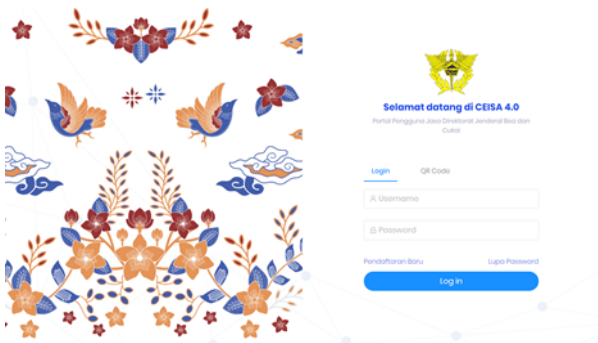 Selamat datang di CEISA 4.0
Portal Pengguna Jasa Direktorat Jenderal Bea dan
Cukai
Login QR Code
Username
Password
Pendaftaran Baru Lupa Password
Log in